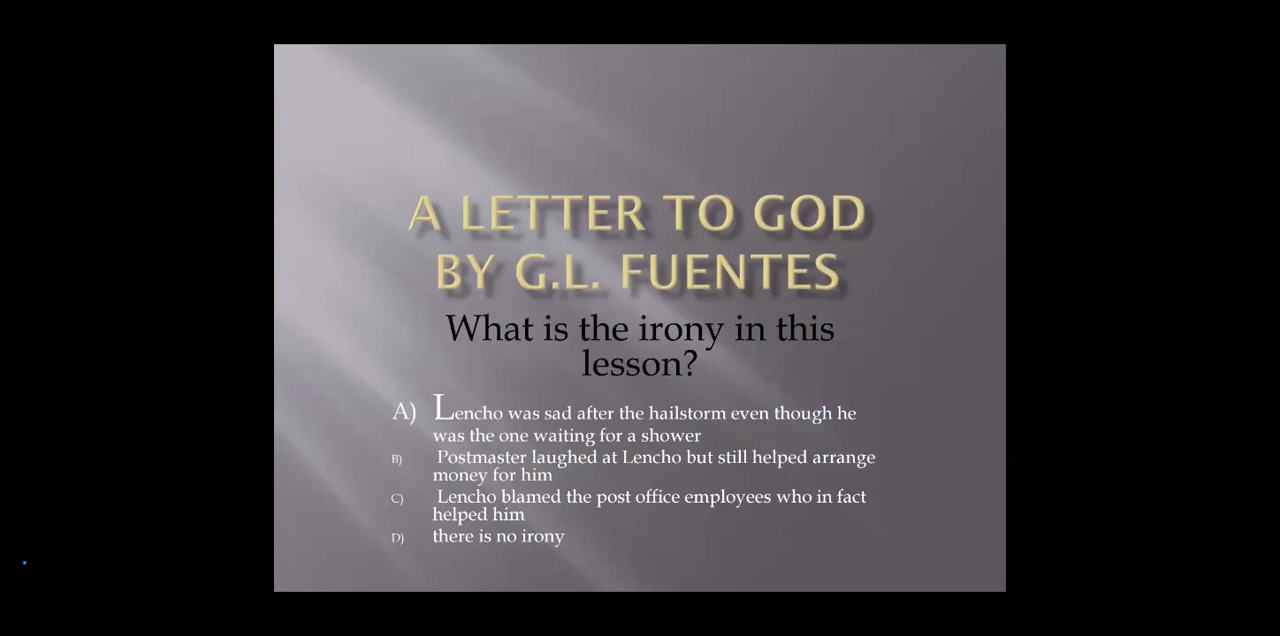 A LETTER TO GOD
BY G.L. FUENTES
What is the irony in this
lesson?
A) Lencho was sad after the hailstorm even though he
was the one waiting for a shower
B) Postmaster laughed at Lencho but still helped arrange
money for him
C) Lencho blamed the post office employees who in fact
helped him
D) there is no irony